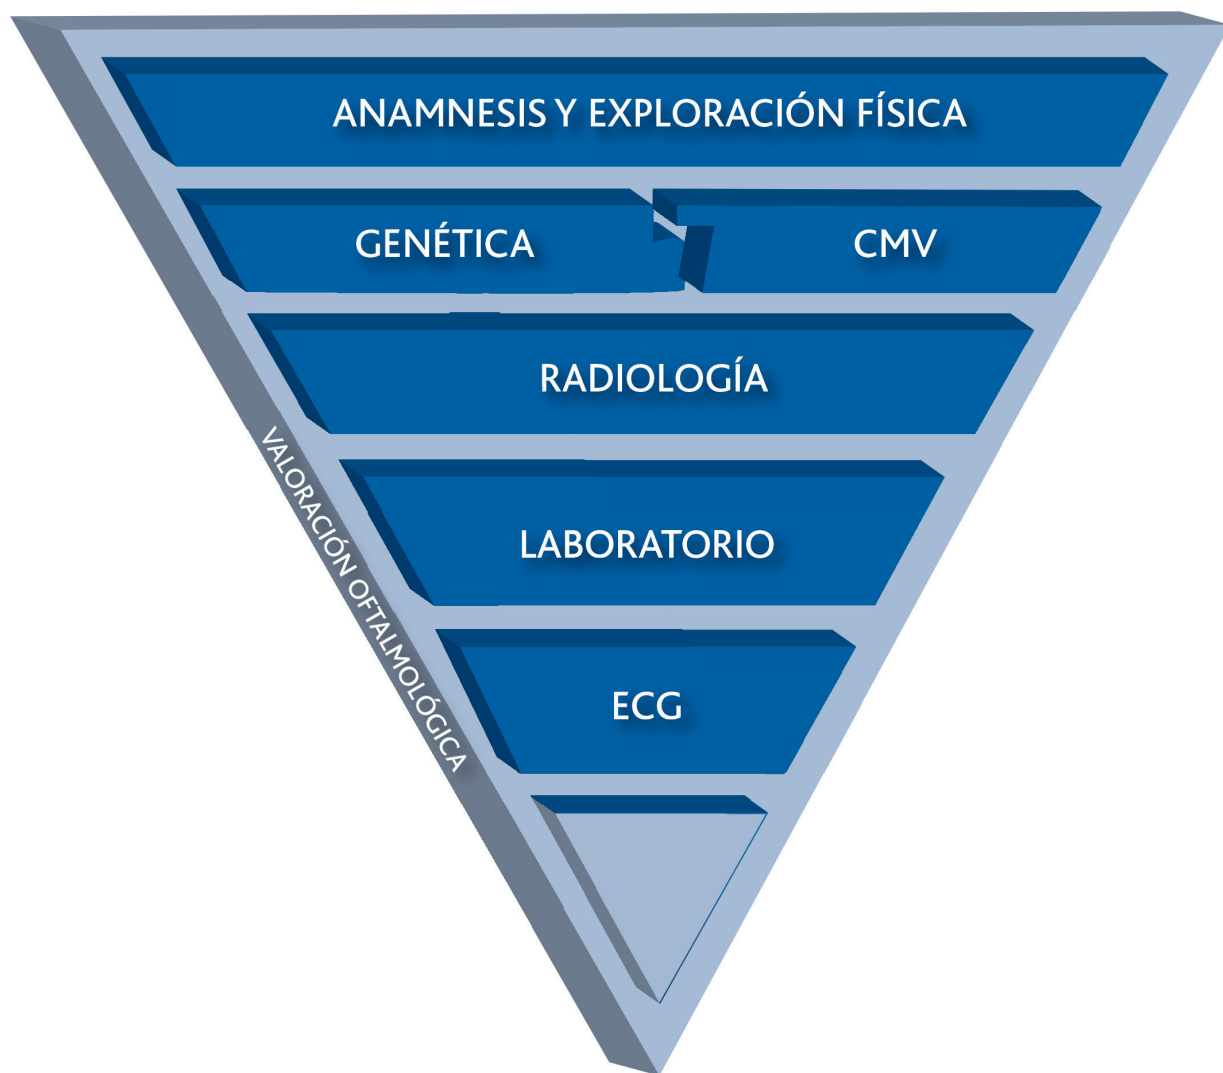 ANAMNESIS Y EXPLORACIÓN FÍSICA
GENÉTICA
CMV
RADIOLOGÍA
LABORATORIO
ECG
VALORACIÓN OFTALMOLÓGICA